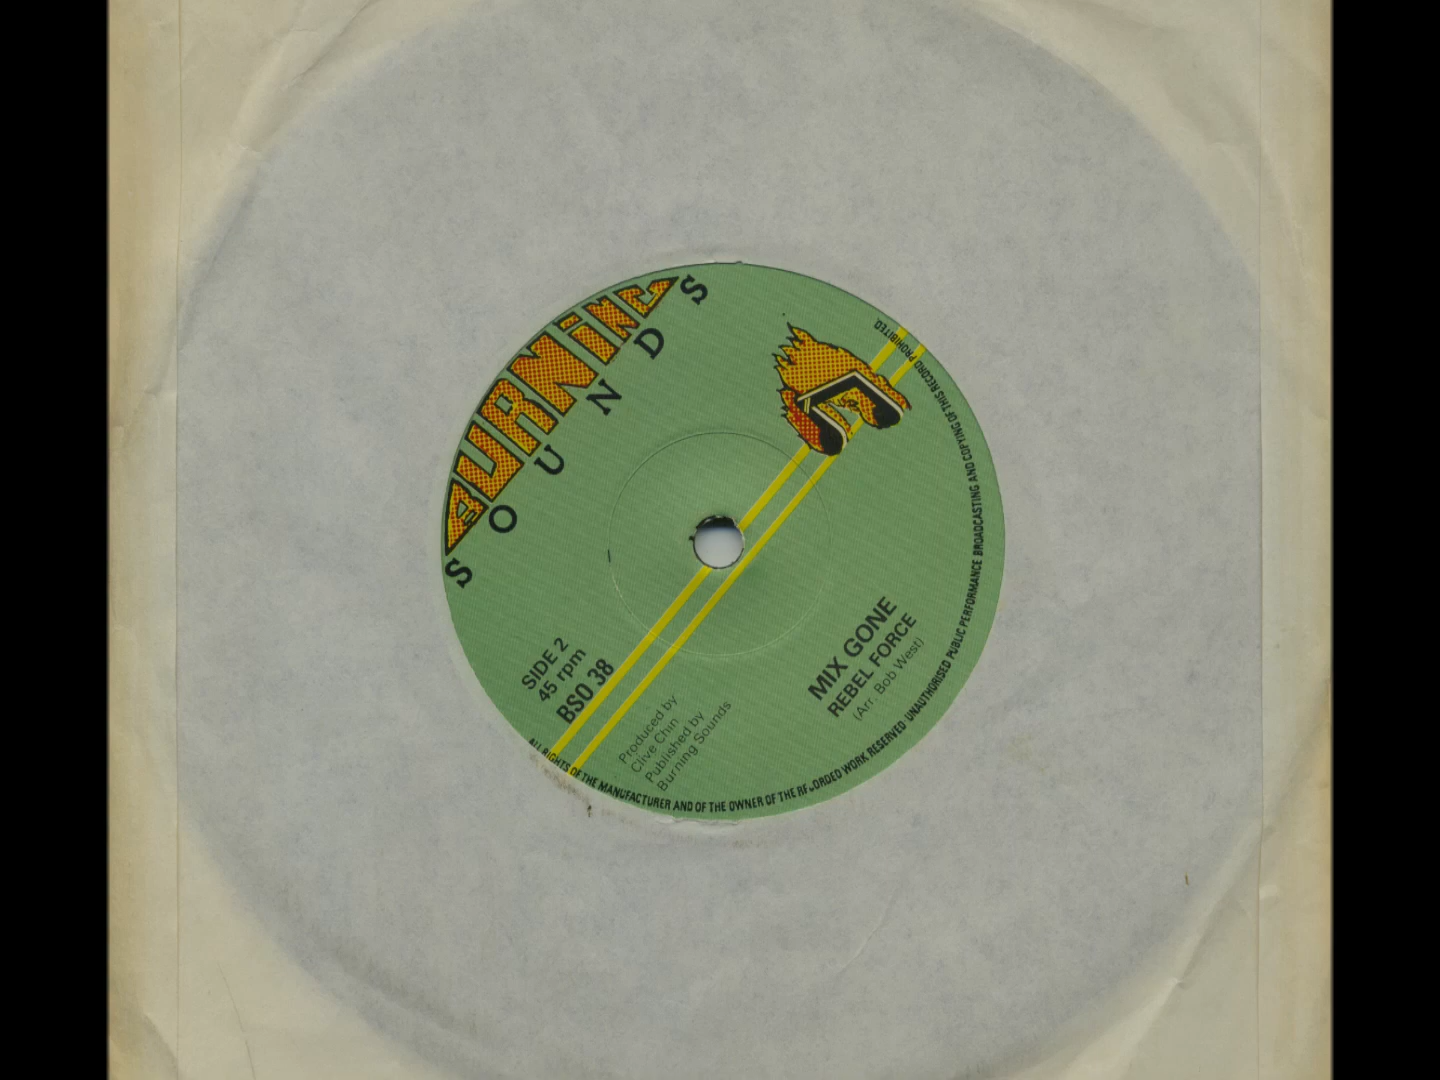 BURNING
SOUNDS
SIDE 2
45 rpm
BSO 38
Produced by
Clive Chin
Published by
Burning Sounds
MIX GONE
REBEL FORCE
(Arr. Bob West)
ALL RIGHTS OF THE MANUFACTURER AND OF THE OWNER OF THE RECORDED WORK RESERVED · UNAUTHORISED PUBLIC PERFORMANCE BROADCASTING AND COPYING OF THIS RECORD PROHIBITED.